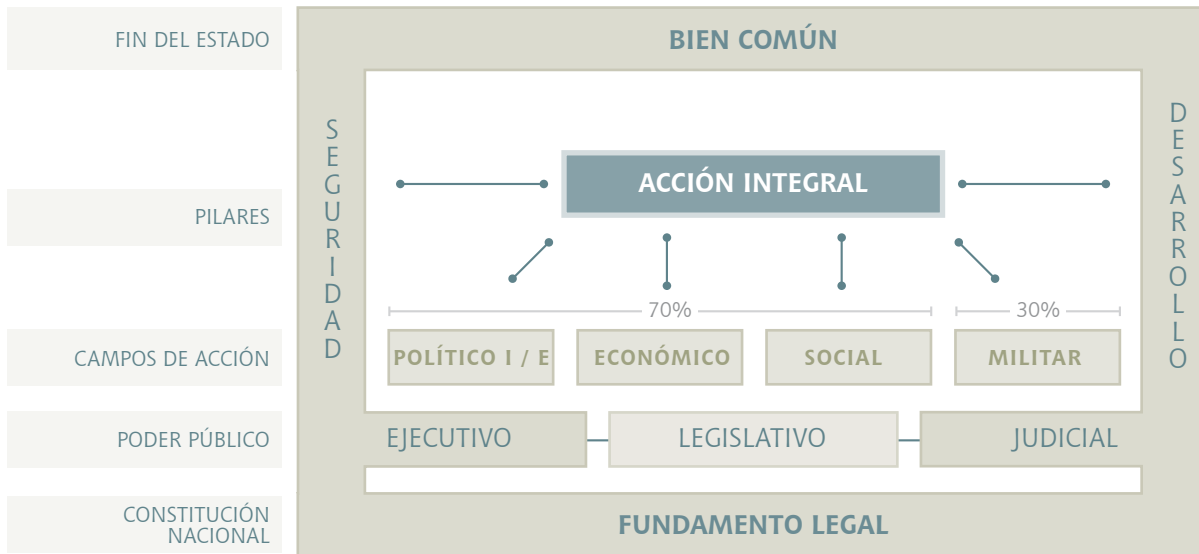 FIN DEL ESTADO
BIEN COMÚN
SEGURIDAD
DESARROLLO
ACCIÓN INTEGRAL
PILARES
70%
30%
CAMPOS DE ACCIÓN
POLÍTICO I / E
ECONÓMICO
SOCIAL
MILITAR
PODER PÚBLICO
EJECUTIVO
LEGISLATIVO
JUDICIAL
CONSTITUCIÓN
NACIONAL
FUNDAMENTO LEGAL